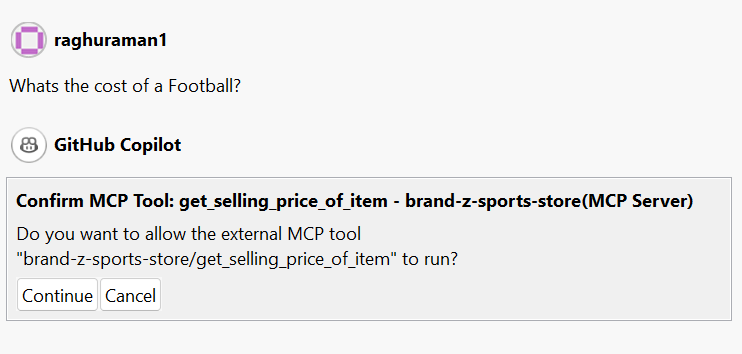 raghuraman1
Whats the cost of a Football?
GitHub Copilot
Confirm MCP Tool: get_selling_price_of_item - brand-z-sports-store(MCP Server)
Do you want to allow the external MCP tool
"brand-z-sports-store/get_selling_price_of_item" to run?
Continue Cancel